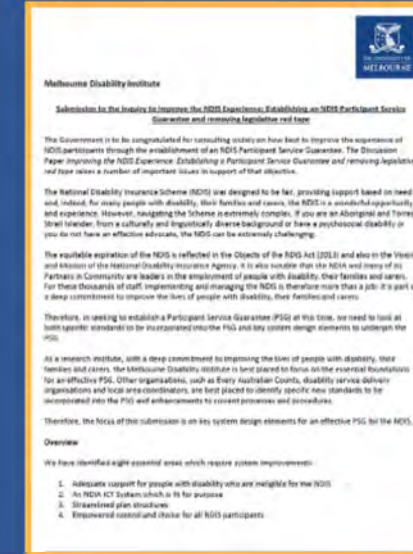 THE UNIVERSITY OF
MELBOURNE
Melbourne Disability Institute
Submission to the Inquiry to Improve the NDIS Experience: Establishing an NDIS Participant Service
Guarantee and removing legislative red tape
The Government is to be congratulated for consulting widely on how best to improve the experience of
NDIS participants through the establishment of an NDIS Participant Service Guarantee. The Discussion
Paper Improving the NDIS Experience: Establishing a Participant Service Guarantee and removing legislative
red tape raises a number of important issues in support of that objective.
The National Disability Insurance Scheme (NDIS) was designed to be fair, providing support based on need
and, indeed, for many people with disability, their families and carers, the NDIS is a wonderful opportunity
and experience. However, navigating the Scheme is extremely complex. If you are an Aboriginal and Torres
Strait Islander, from a culturally and linguistically diverse background or have a psychosocial disability or
you do not have an effective advocate, the NDIS can be extremely challenging.
The equitable aspiration of the NDIS is reflected in the Objects of the NDIS Act (2013) and also in the Vision
and Mission of the National Disability Insurance Agency. It is also notable that the NDIA and many of its
Partners in Community are leaders in the employment of people with disability, their families and carers.
For these thousands of staff, implementing and managing the NDIS is therefore more than a job: it is part of
a deep commitment to improve the lives of people with disability, their families and carers.
Therefore, in seeking to establish a Participant Service Guarantee (PSG) at this time, we need to look at
both specific standards to be incorporated into the PSG and key system design elements to underpin the
PSG.
As a research institute, with a deep commitment to improving the lives of people with disability, their
families and carers, the Melbourne Disability Institute is best placed to focus on the essential foundations
for an effective PSG. Other organisations, such as Every Australian Counts, disability service delivery
organisations and local area coordinators, are best placed to identify specific new standards to be
incorporated into the PSG and enhancements to current processes and procedures.
Therefore, the focus of this submission is on key system design elements for an effective PSG for the NDIS.
Overview
We have identified eight essential areas which require system improvements:
1. Adequate support for people with disability who are ineligible for the NDIS
2. An NDIA ICT System which is fit for purpose
3. Streamlined plan structures
4. Empowered control and choice for all NDIS participants